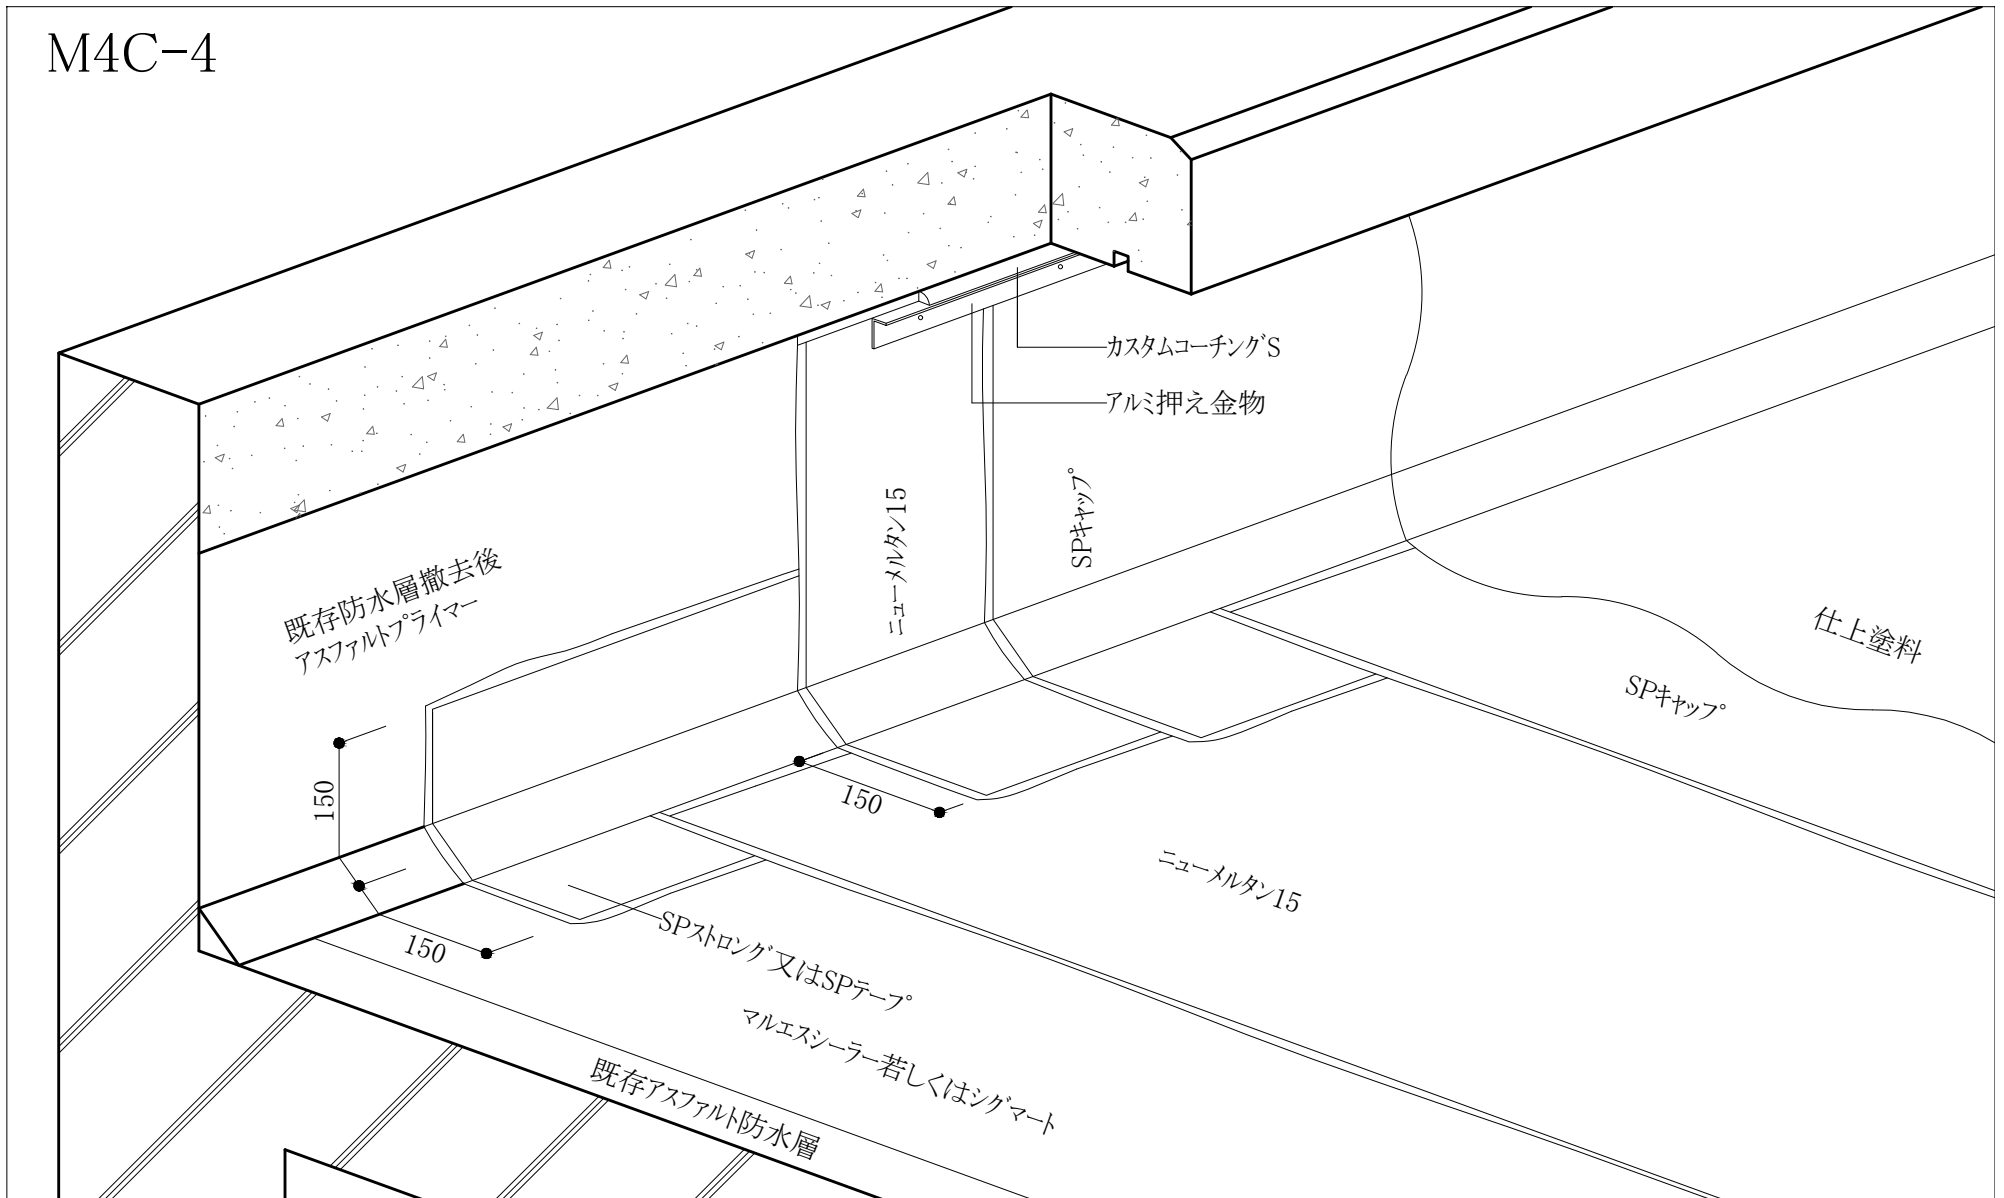 M4C-4
カスタムコーチングS
アルミ押え金物
ニューメルタン15
SPキャップ
既存防水層撤去後
アスファルトプライマー
仕上塗料
SPキャップ
150
150
ニューメルタン15
150
SPストロング又はSPテープ
マルエスシーラー若しくはシグマート
既存アスファルト防水層